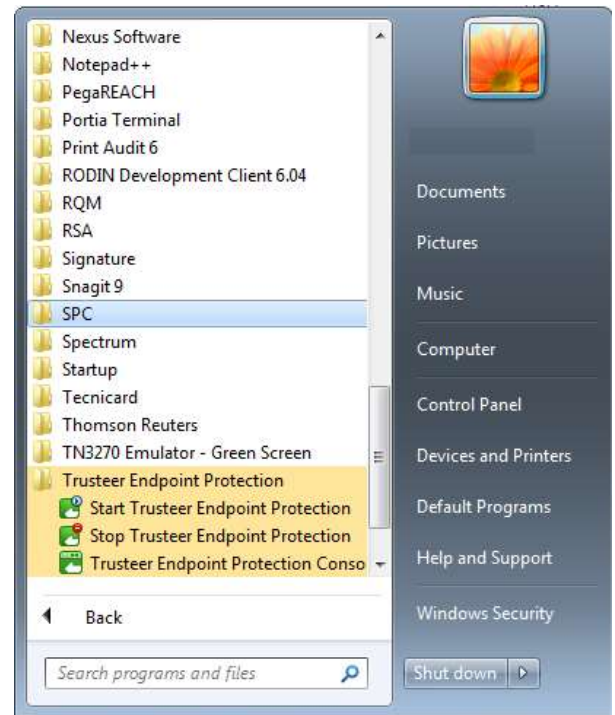 Nexus Software
Notepad++
PegaREACH
Portia Terminal
Print Audit 6
RODIN Development Client 6.04
RQM
RSA
Signature
Snagit 9
SPC
Spectrum
Startup
Tecnicard
Thomson Reuters
TN3270 Emulator - Green Screen
Trusteer Endpoint Protection
Start Trusteer Endpoint Protection
Stop Trusteer Endpoint Protection
Trusteer Endpoint Protection Conso
Back
Search programs and files
Documents
Pictures
Music
Computer
Control Panel
Devices and Printers
Default Programs
Help and Support
Windows Security
Shut down